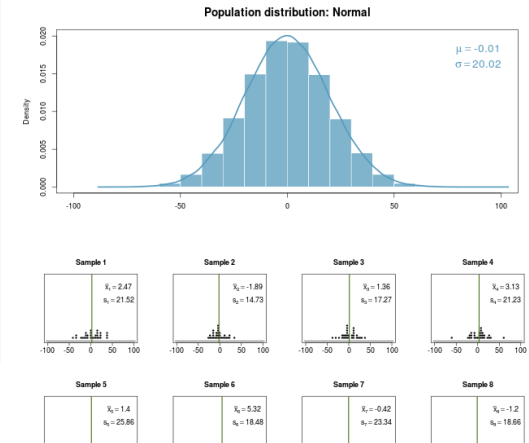 Population distribution: Normal
μ = -0.01
σ = 20.02
Density
0.000 0.005 0.010 0.015 0.020
-100 -50 0 50 100
Sample 1 Sample 2 Sample 3 Sample 4
x̄₁ = 2.47 x̄₂ = -1.89 x̄₃ = 1.36 x̄₄ = 3.13
s₁ = 21.52 s₂ = 14.73 s₃ = 17.27 s₄ = 21.23
-100 -50 0 50 100 -100 -50 0 50 100 -100 -50 0 50 100 -100 -50 0 50 100
Sample 5 Sample 6 Sample 7 Sample 8
x̄₅ = 1.4 x̄₆ = 5.32 x̄₇ = -0.42 x̄₈ = -1.2
s₅ = 25.86 s₆ = 18.48 s₇ = 23.34 s₈ = 18.66